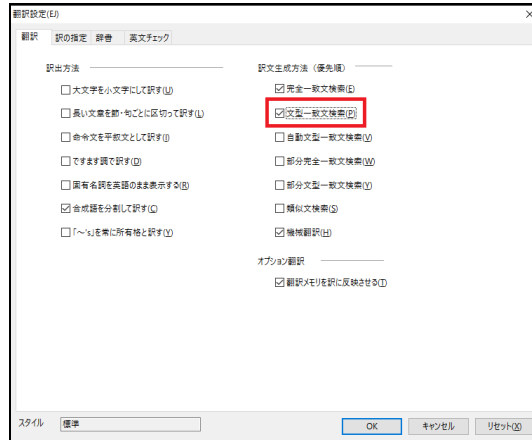 翻訳設定(EJ)
翻訳 訳の指定 辞書 英文チェック
訳出方法
大文字を小文字にして訳す(U)
長い文章を節・句ごとに区切って訳す(L)
命令文を平叙文として訳す(I)
ですます調で訳す(D)
固有名詞を英語のまま表示する(R)
合成語を分割して訳す(C)
「～'s」を常に所有格と訳す(Y)
訳文生成方法（優先順）
完全一致文検索(E)
文型一致文検索(P)
自動文型一致文検索(V)
部分完全一致文検索(W)
部分文型一致文検索(Y)
類似文検索(S)
機械翻訳(H)
オプション翻訳
翻訳メモリを訳に反映させる(T)
スタイル 標準
OK キャンセル リセット(X)